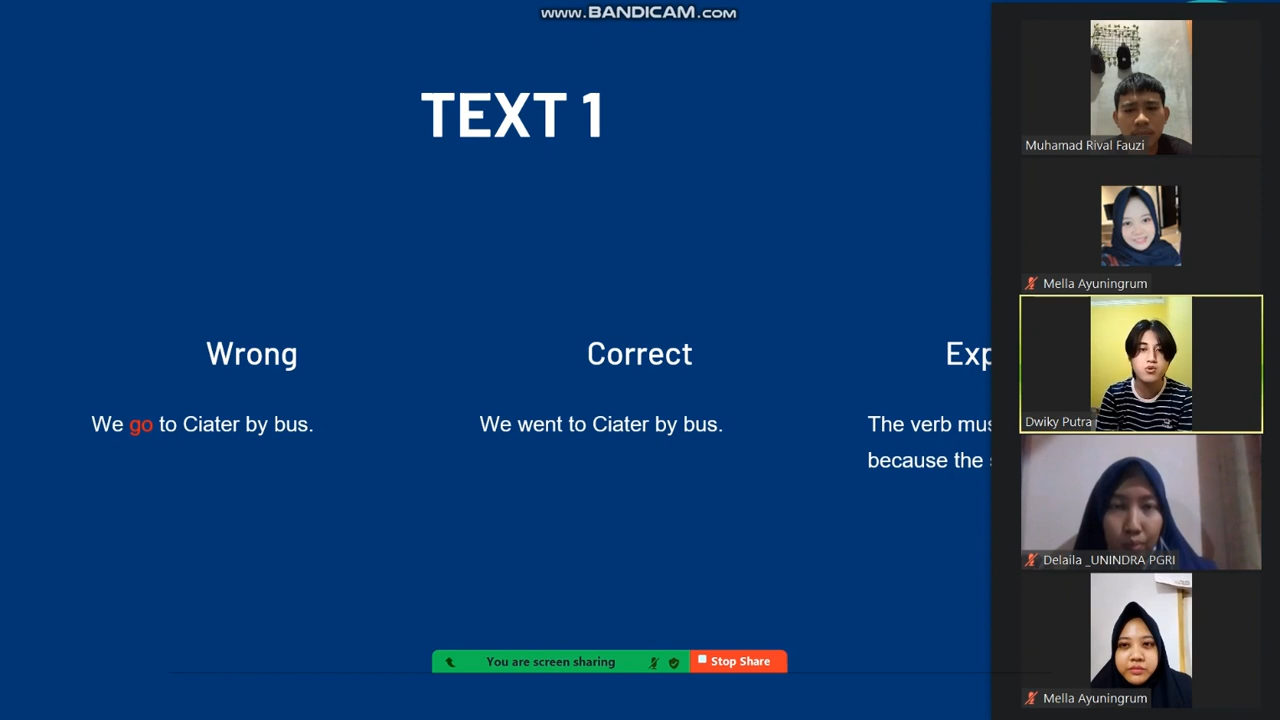 www.BANDICAM.com
TEXT 1
Wrong
Correct
We go to Ciater by bus.
We went to Ciater by bus.
The verb
because the
You are screen sharing
Stop Share
Muhamad Rival Fauzi
Mella Ayuningrum
Dwiky Putra
Delaila _UNINDRA PGRI
Mella Ayuningrum